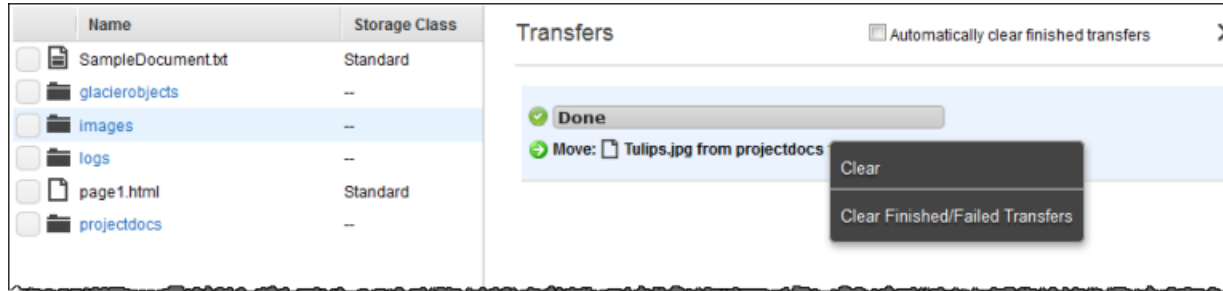 Name Storage Class
SampleDocument.txt Standard
glacierobjects --
images --
logs --
page1.html Standard
projectdocs --
Transfers
Automatically clear finished transfers
Done
Move: Tulips.jpg from projectdocs
Clear
Clear Finished/Failed Transfers